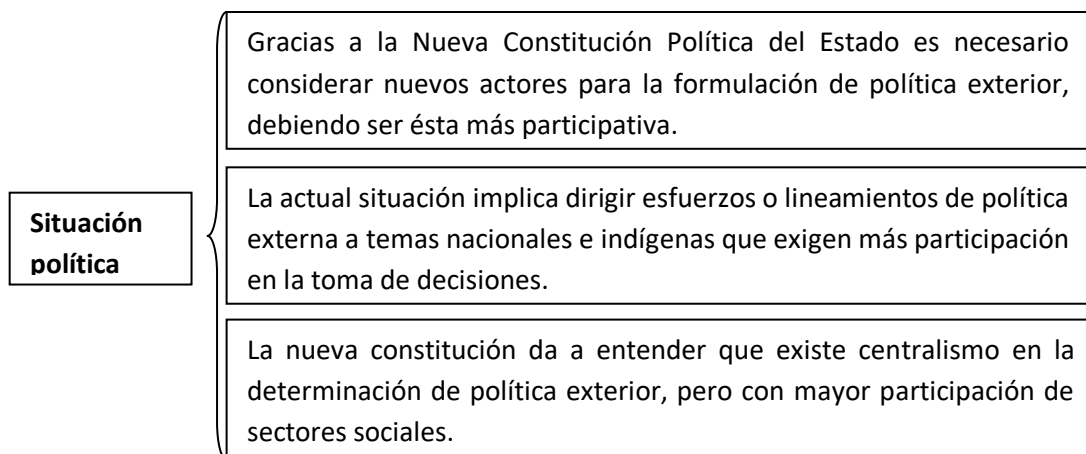 Gracias a la Nueva Constitución Política del Estado es necesario
considerar nuevos actores para la formulación de política exterior,
debiendo ser ésta más participativa.
Situación
política
La actual situación implica dirigir esfuerzos o lineamientos de política
externa a temas nacionales e indígenas que exigen más participación
en la toma de decisiones.
La nueva constitución da a entender que existe centralismo en la
determinación de política exterior, pero con mayor participación de
sectores sociales.